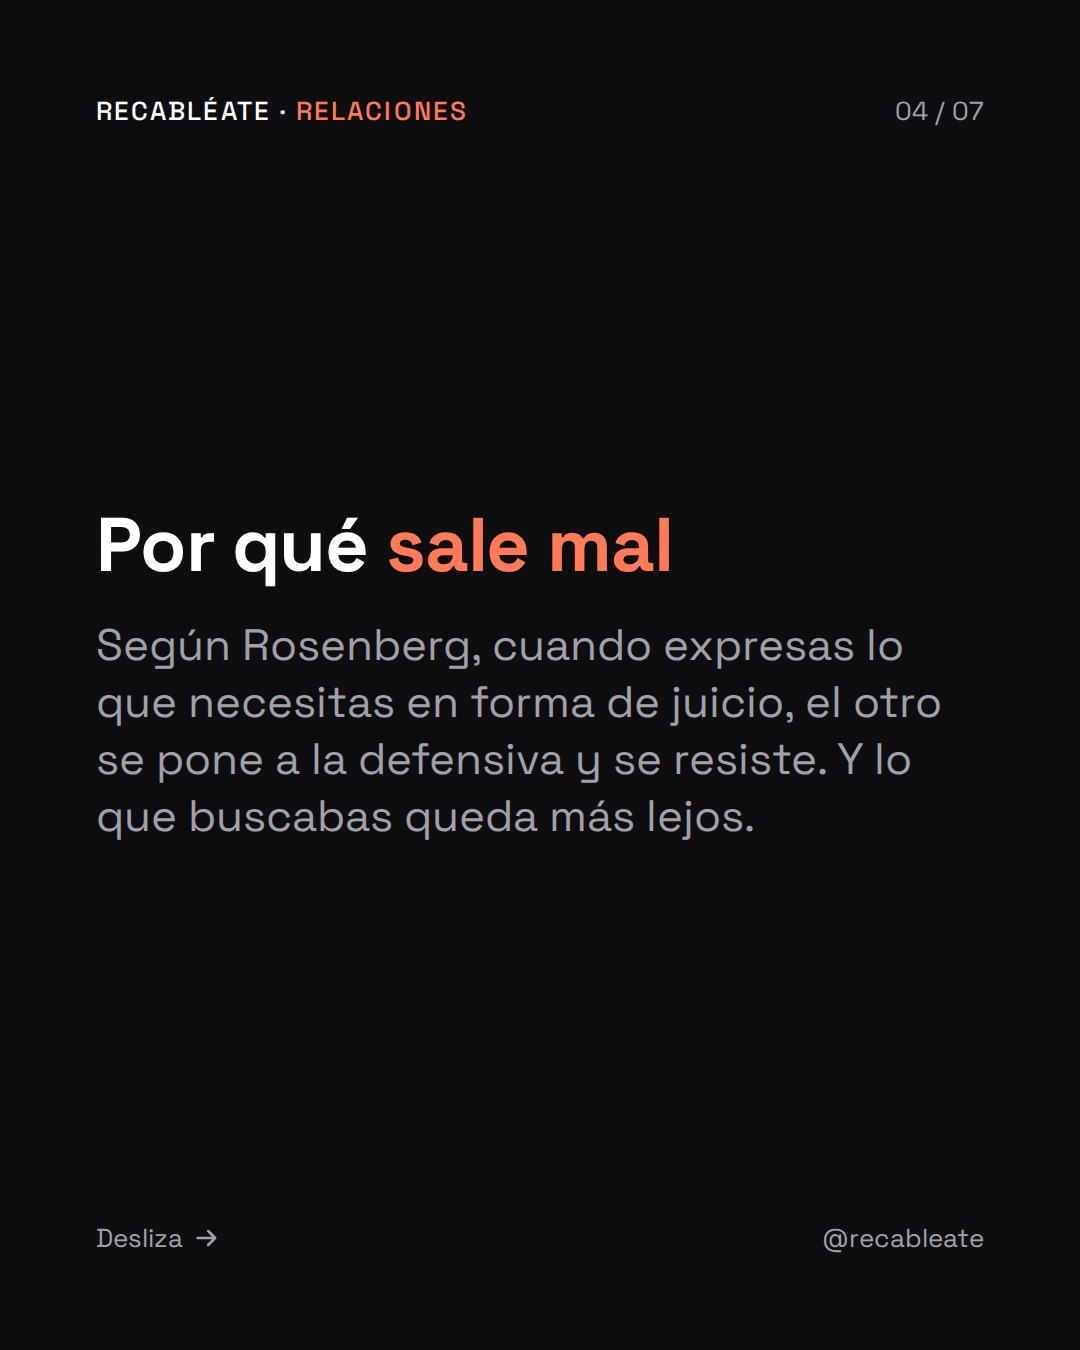 RECABLÉATE · RELACIONES
04 / 07
Por qué sale mal
Según Rosenberg, cuando expresas lo
que necesitas en forma de juicio, el otro
se pone a la defensiva y se resiste. Y lo
que buscabas queda más lejos.
Desliza →
@recableate